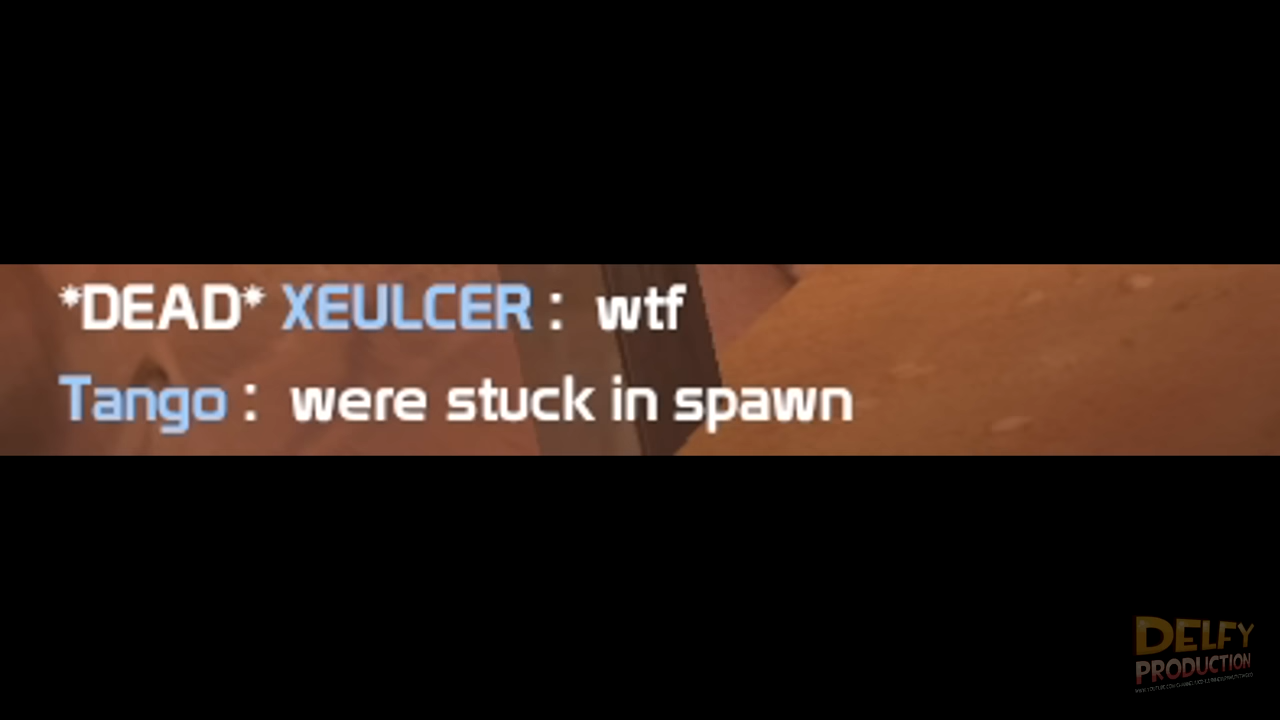 *DEAD* XEULCER :  wtf
Tango :  were stuck in spawn
DELFY
PRODUCTION